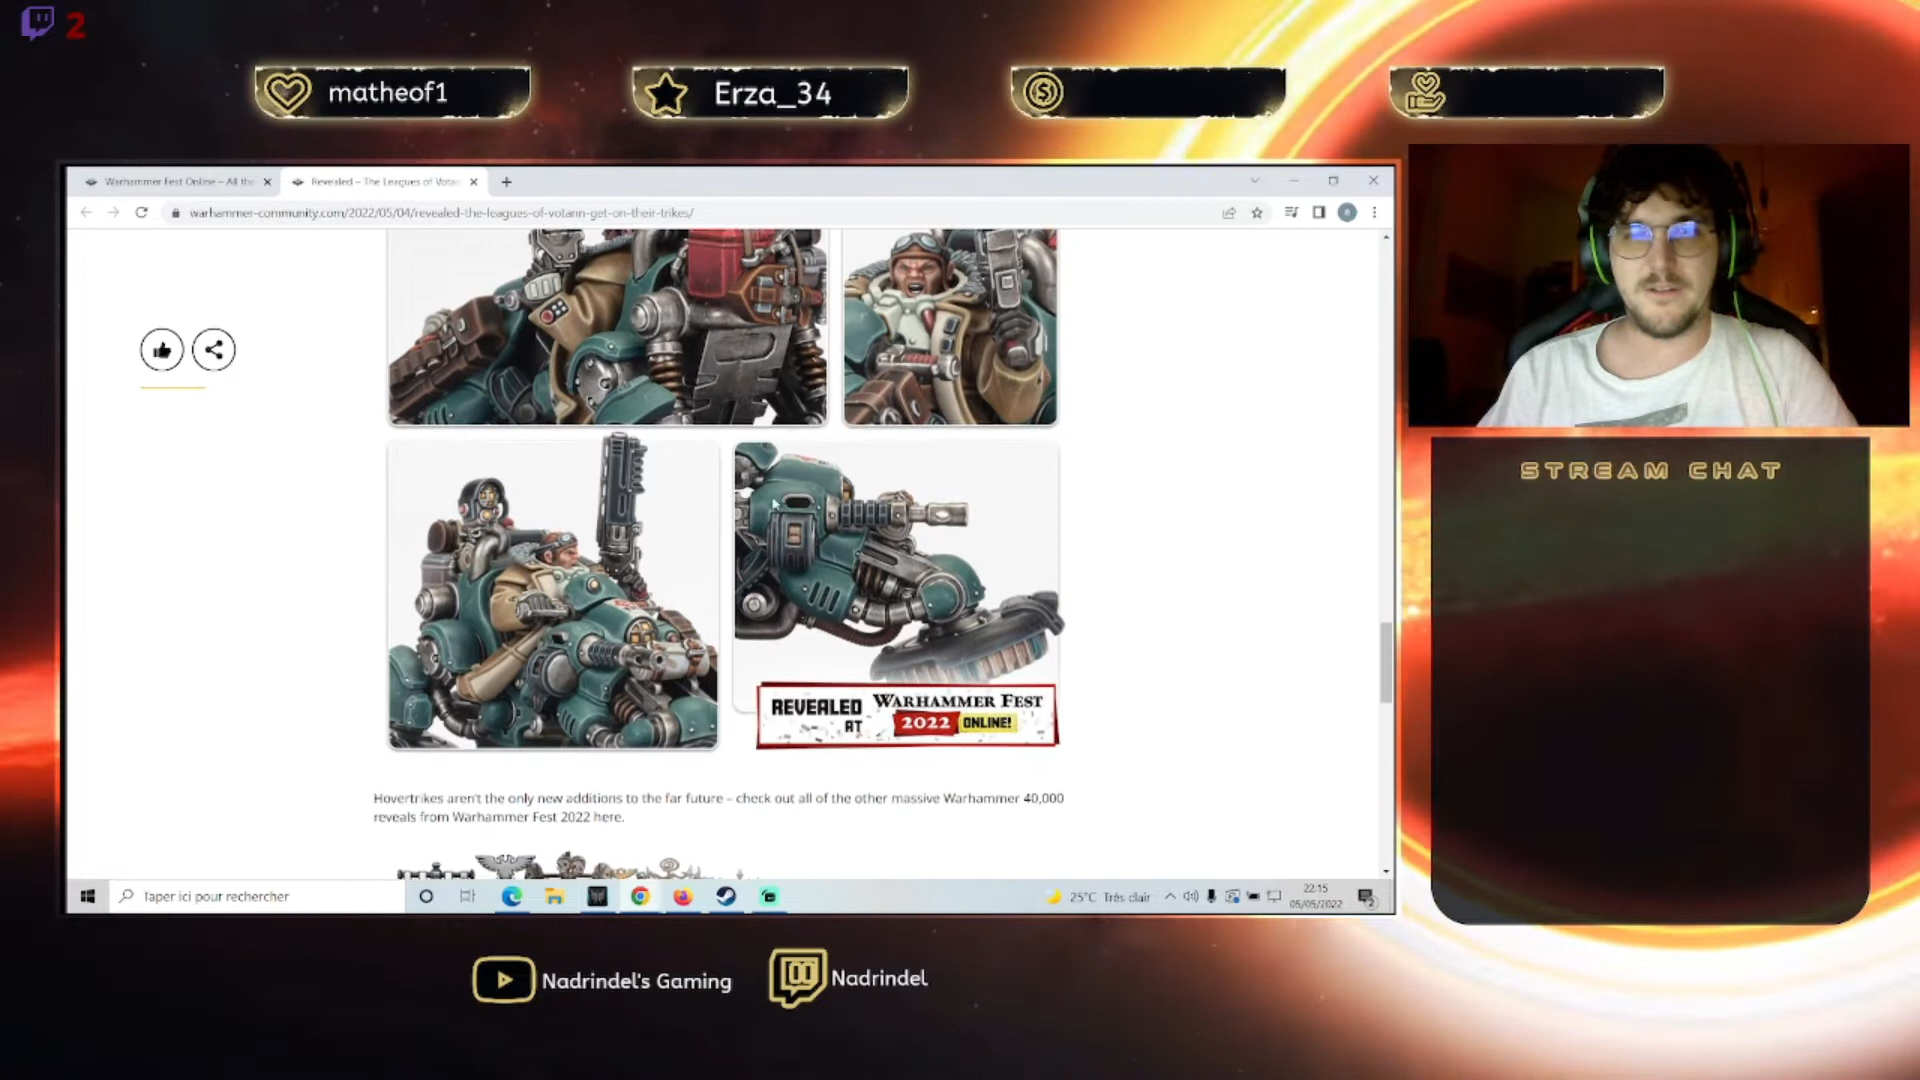 2
matheof1
Erza_34
Warhammer Fest Online – All the
Revealed – The Leagues of Votan
warhammer-community.com/2022/05/04/revealed-the-leagues-of-votann-get-on-their-trikes/
STREAM CHAT
REVEALED AT
WARHAMMER FEST
2022 ONLINE!
Hovertrikes aren't the only new additions to the far future – check out all of the other massive Warhammer 40,000
reveals from Warhammer Fest 2022 here.
Taper ici pour rechercher
25°C Très clair
22:15
05/05/2022
2
Nadrindel's Gaming
Nadrindel